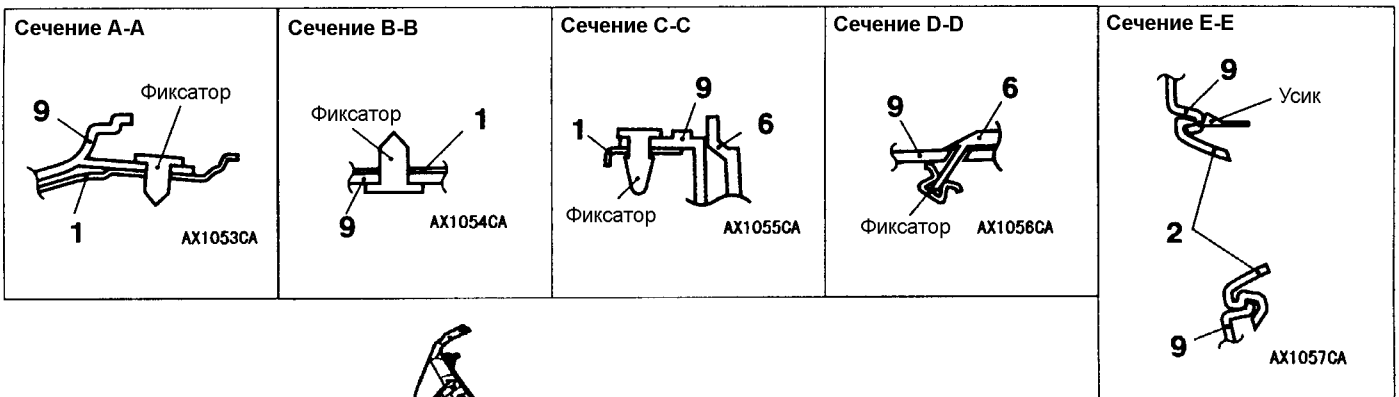 Сечение A-A
9
Фиксатор
1
AX1053CA
Сечение B-B
Фиксатор
1
9
AX1054CA
Сечение C-C
9
1
6
Фиксатор
AX1055CA
Сечение D-D
6
9
Фиксатор
AX1056CA
Сечение E-E
9
Усик
2
9
AX1057CA